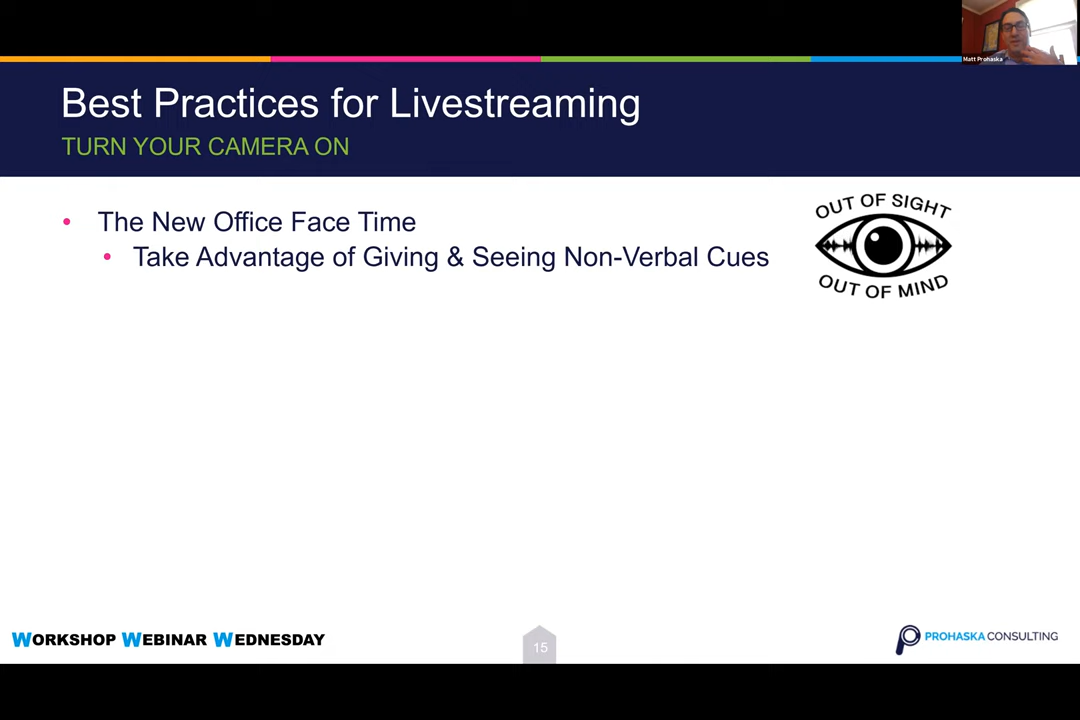 Matt Prohaska
Best Practices for Livestreaming
TURN YOUR CAMERA ON
• The New Office Face Time
• Take Advantage of Giving & Seeing Non-Verbal Cues
OUT OF SIGHT
OUT OF MIND
WORKSHOP WEBINAR WEDNESDAY
15
PROHASKA CONSULTING